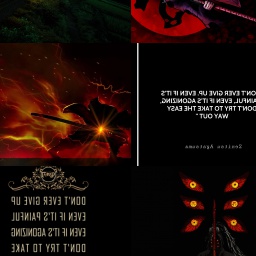 DON'T EVER GIVE UP. EVEN IF IT'S
PAINFUL, EVEN IF IT'S AGONIZING,
DON'T TRY TO TAKE THE EASY
WAY OUT"
Zenitsu Agatsuma
DON'T EVER GIVE UP
EVEN IF IT'S PAINFUL
EVEN IF IT'S AGONIZING
DON'T TRY TO TAKE